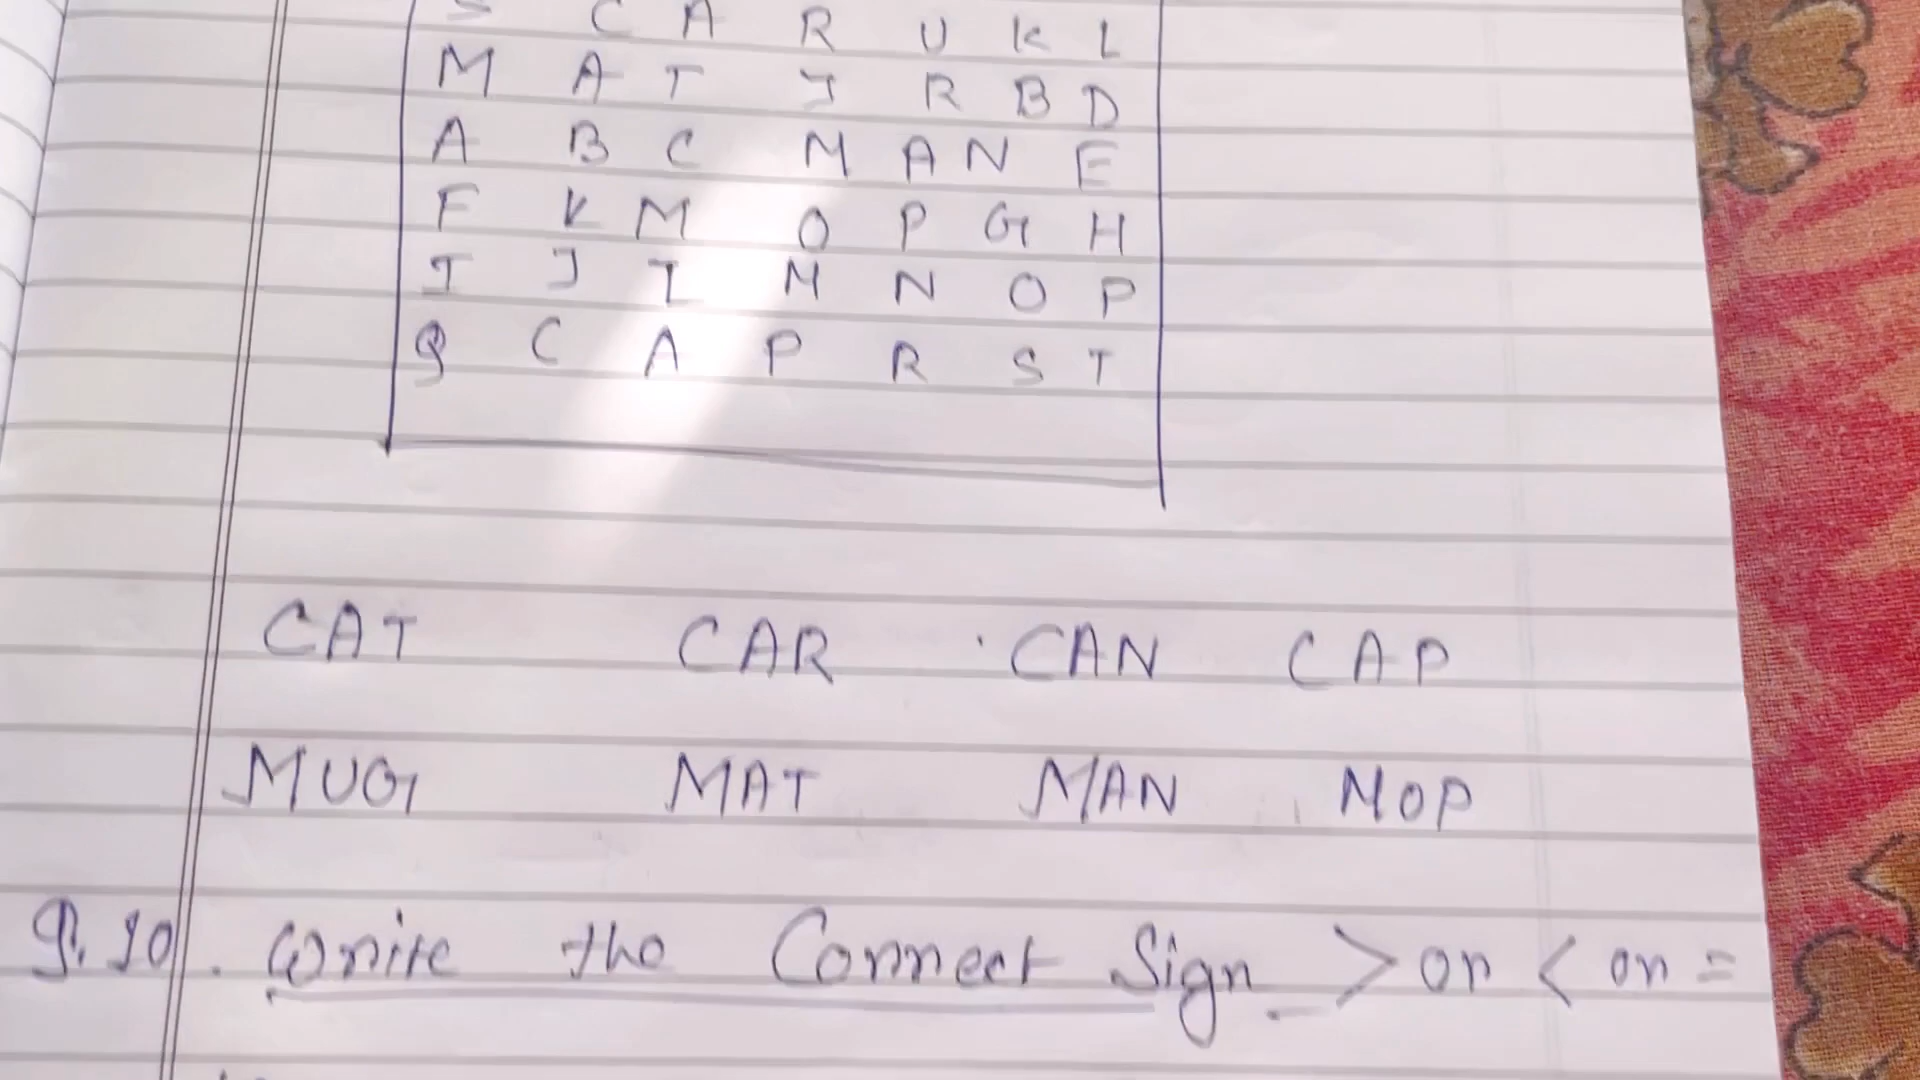 S C A R U K L
M A T J R B D
A B C M A N E
F K M O P G H
I J I M N O P
Q C A P R S T
CAT CAR CAN CAP
MUG MAT MAN MOP
Q.10. Write the Correct Sign > or < or =